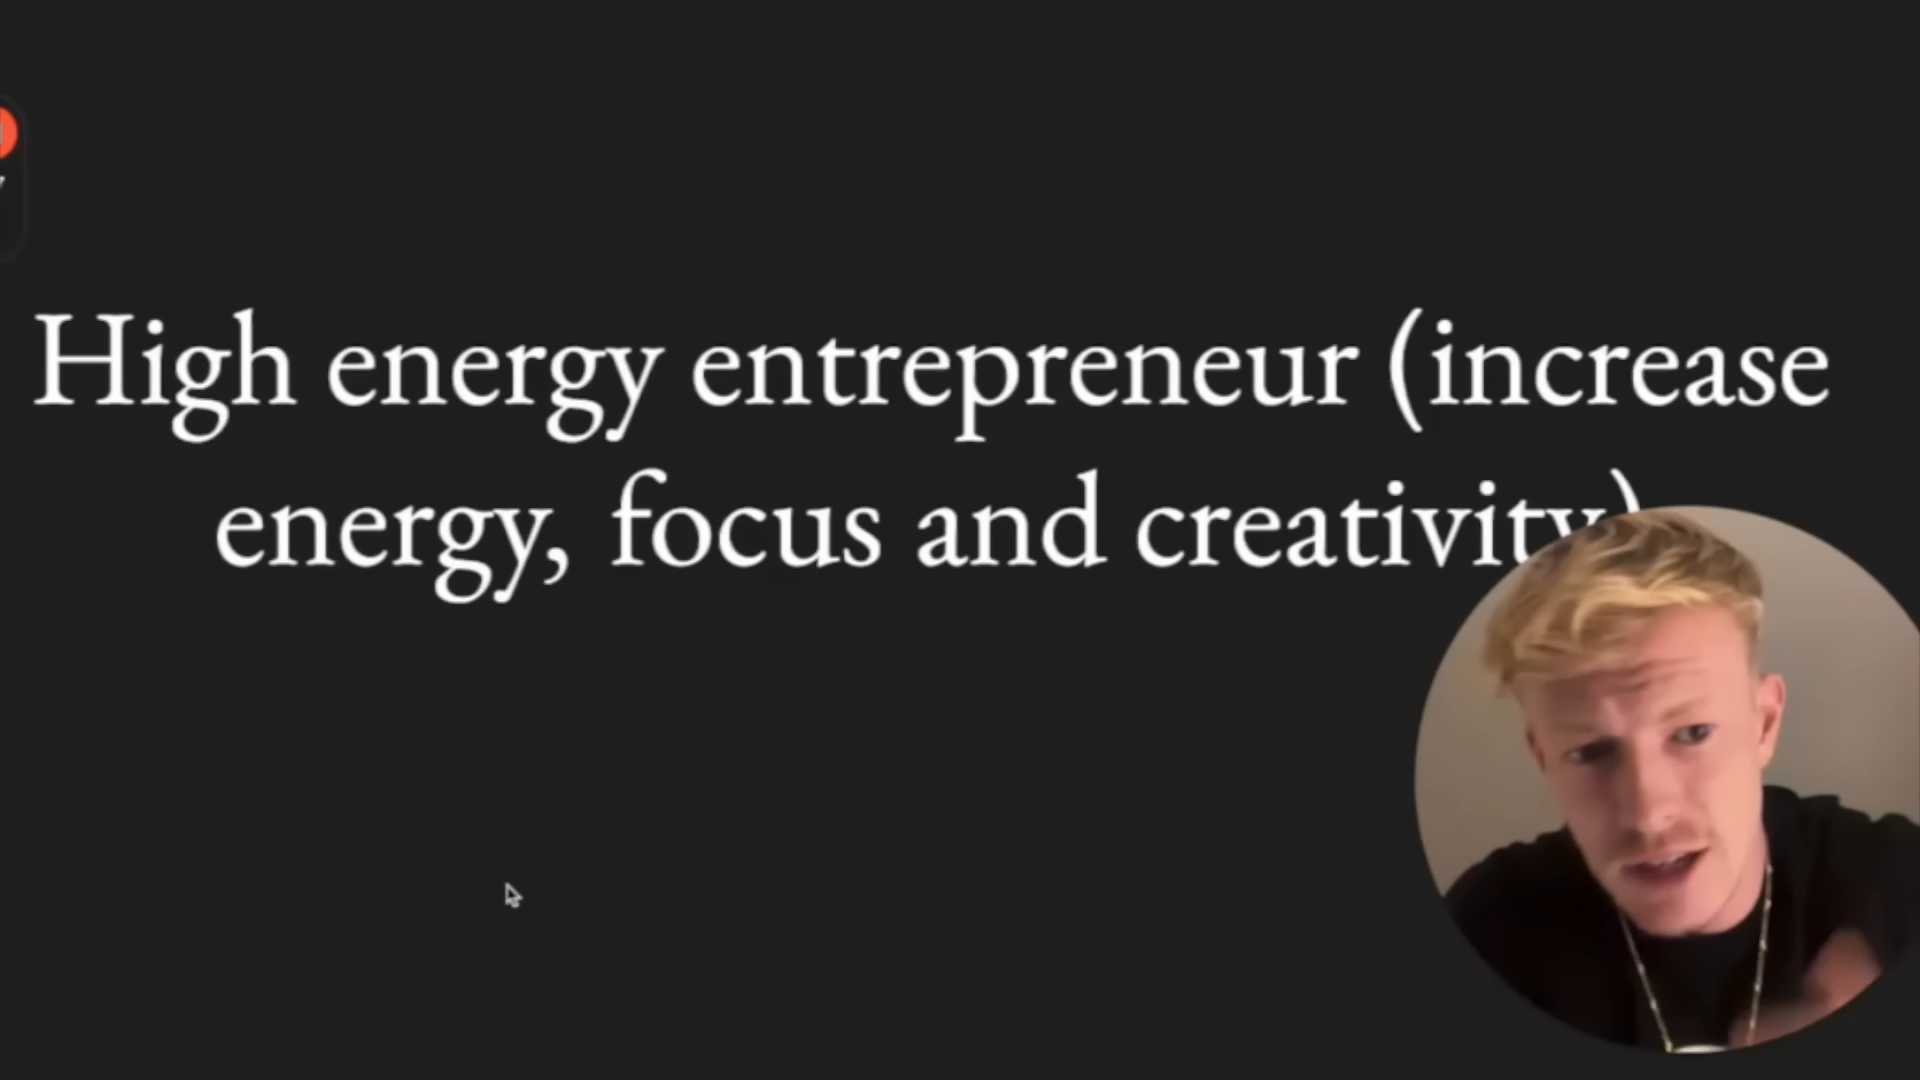 High energy entrepreneur (increase
energy, focus and creativity)